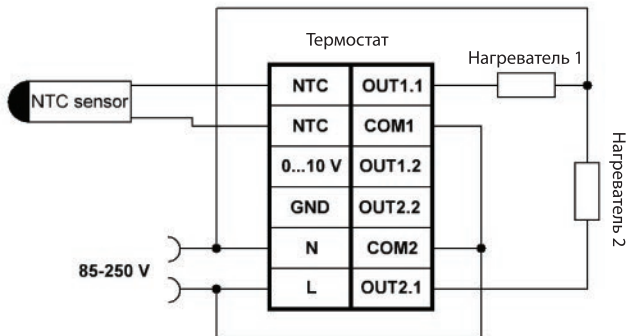 Термостат
Нагреватель 1
NTC sensor
NTC OUT1.1
NTC COM1
0...10 V OUT1.2
GND OUT2.2
N COM2
L OUT2.1
85-250 V
Нагреватель 2